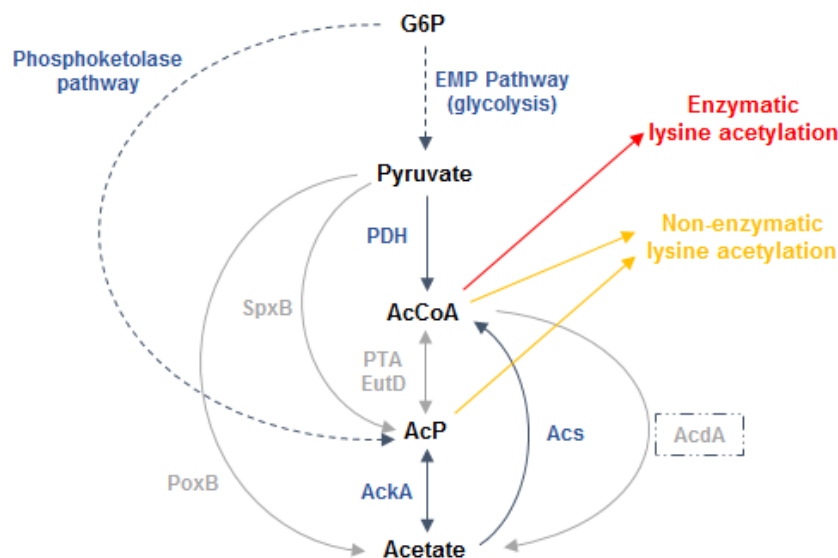 G6P
Phosphoketolase
pathway
EMP Pathway
(glycolysis)
Enzymatic
lysine acetylation
Pyruvate
Non-enzymatic
lysine acetylation
PDH
SpxB
AcCoA
PTA
EutD
AcP
Acs
AcdA
PoxB
AckA
Acetate